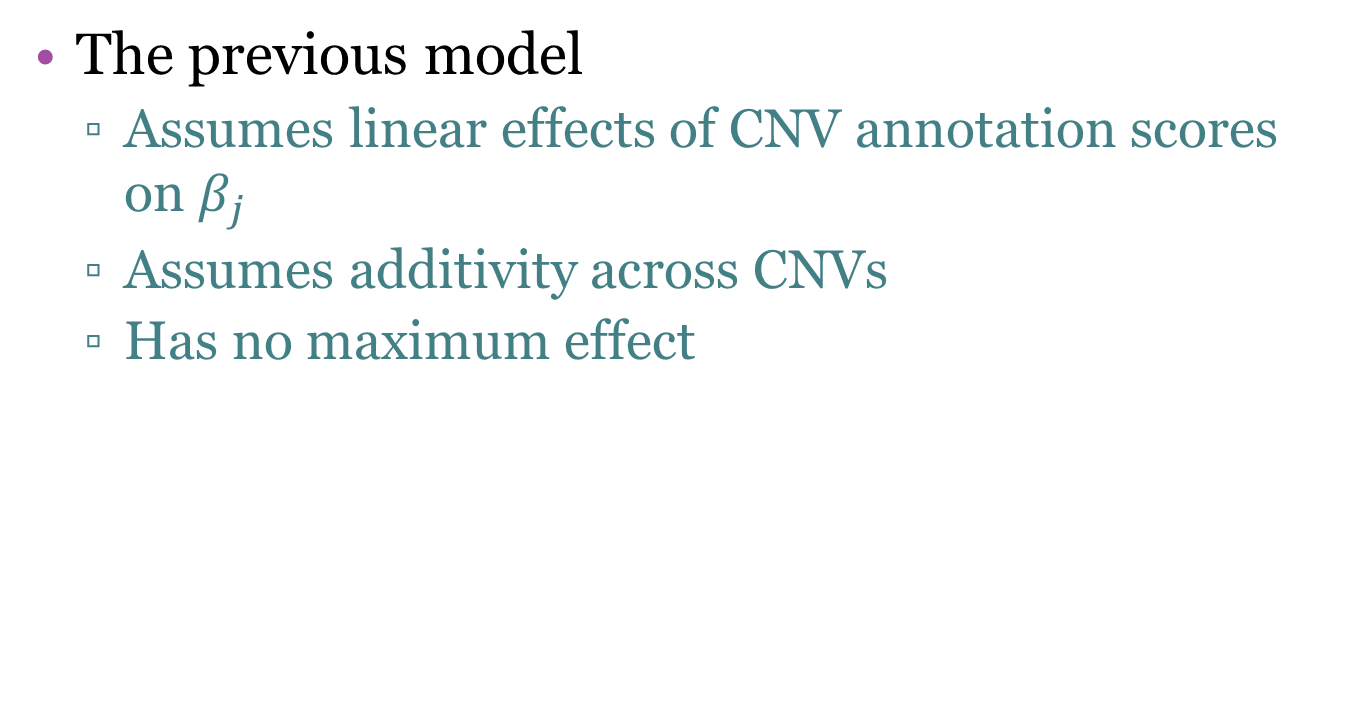 • The previous model
▫ Assumes linear effects of CNV annotation scores
on βⱼ
▫ Assumes additivity across CNVs
▫ Has no maximum effect